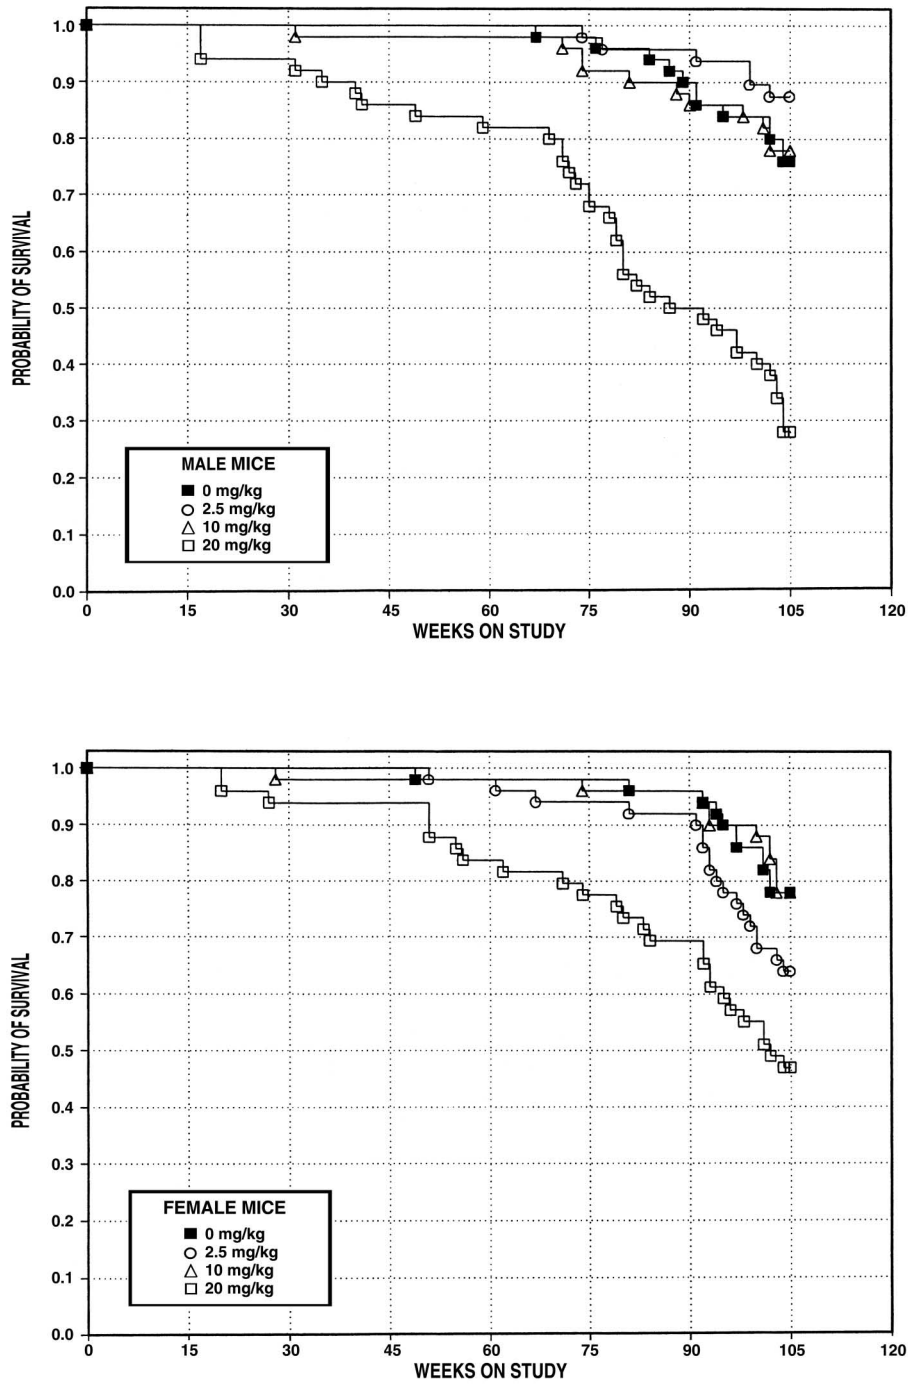 1.0
0.9
0.8
0.7
0.6
0.5
0.4
0.3
0.2
0.1
0.0
PROBABILITY OF SURVIVAL
MALE MICE
0 mg/kg
2.5 mg/kg
10 mg/kg
20 mg/kg
0 15 30 45 60 75 90 105 120
WEEKS ON STUDY
1.0
0.9
0.8
0.7
0.6
0.5
0.4
0.3
0.2
0.1
0.0
PROBABILITY OF SURVIVAL
FEMALE MICE
0 mg/kg
2.5 mg/kg
10 mg/kg
20 mg/kg
0 15 30 45 60 75 90 105 120
WEEKS ON STUDY